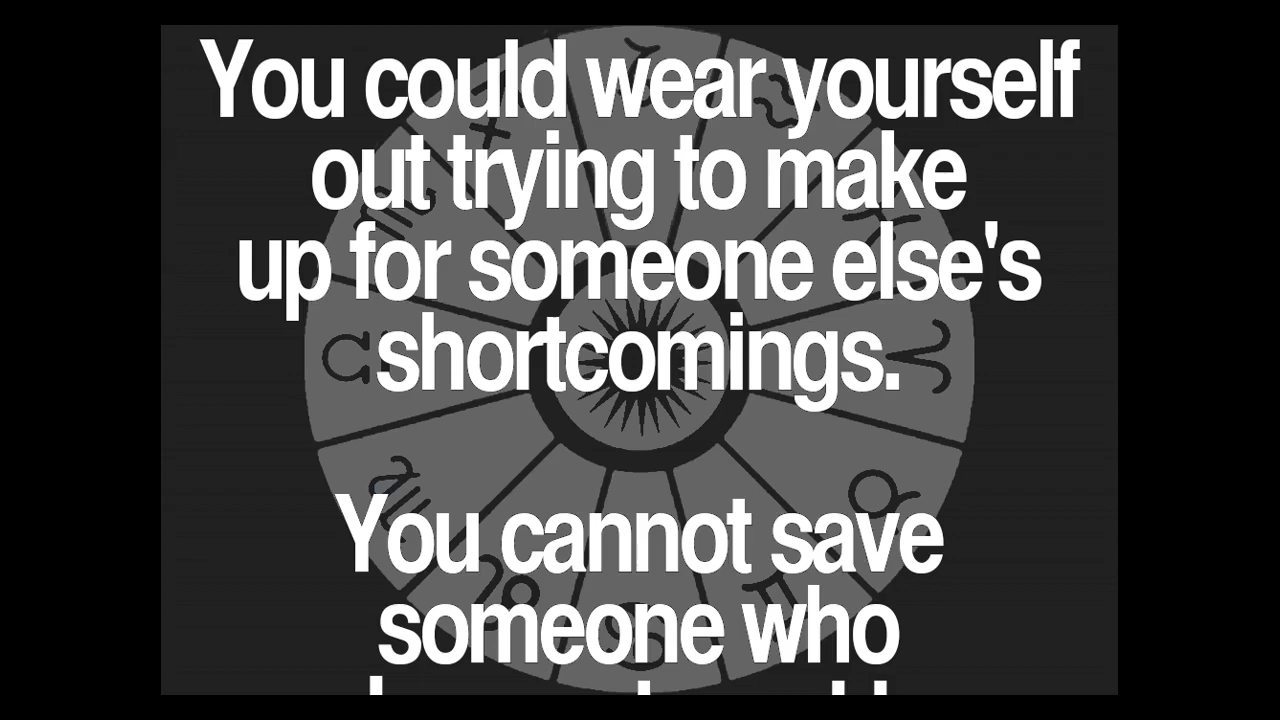 You could wear yourself
out trying to make
up for someone else's
shortcomings.
You cannot save
someone who